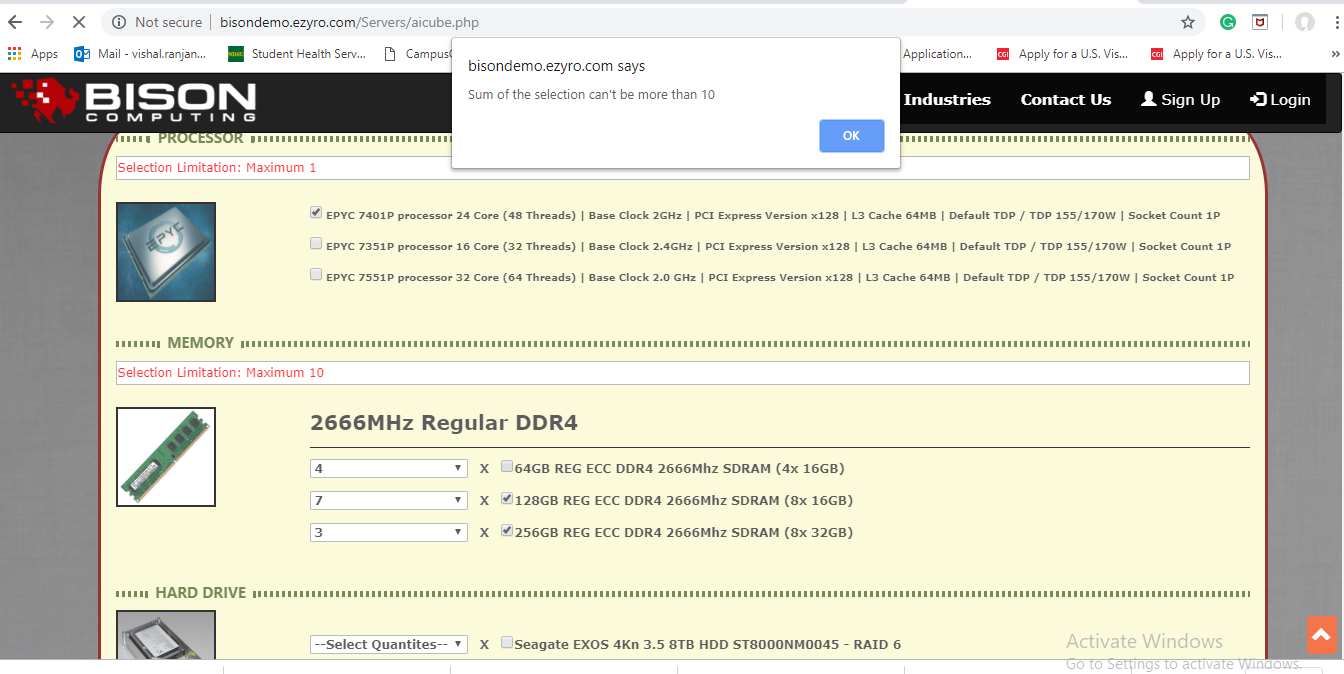 Not secure | bisondemo.ezyro.com/Servers/aicube.php
Apps Mail - vishal.ranjan... Student Health Serv... Campus Application... CGI Apply for a U.S. Vis... CGI Apply for a U.S. Vis... »
bisondemo.ezyro.com says
Sum of the selection can't be more than 10
OK
BISON
COMPUTING
Industries Contact Us Sign Up Login
PROCESSOR
Selection Limitation: Maximum 1
EPYC
EPYC 7401P processor 24 Core (48 Threads) | Base Clock 2GHz | PCI Express Version x128 | L3 Cache 64MB | Default TDP / TDP 155/170W | Socket Count 1P
EPYC 7351P processor 16 Core (32 Threads) | Base Clock 2.4GHz | PCI Express Version x128 | L3 Cache 64MB | Default TDP / TDP 155/170W | Socket Count 1P
EPYC 7551P processor 32 Core (64 Threads) | Base Clock 2.0 GHz | PCI Express Version x128 | L3 Cache 64MB | Default TDP / TDP 155/170W | Socket Count 1P
MEMORY
Selection Limitation: Maximum 10
2666MHz Regular DDR4
4 X 64GB REG ECC DDR4 2666Mhz SDRAM (4x 16GB)
7 X 128GB REG ECC DDR4 2666Mhz SDRAM (8x 16GB)
3 X 256GB REG ECC DDR4 2666Mhz SDRAM (8x 32GB)
HARD DRIVE
--Select Quantites-- X Seagate EXOS 4Kn 3.5 8TB HDD ST8000NM0045 - RAID 6
Activate Windows
Go to Settings to activate Windows.